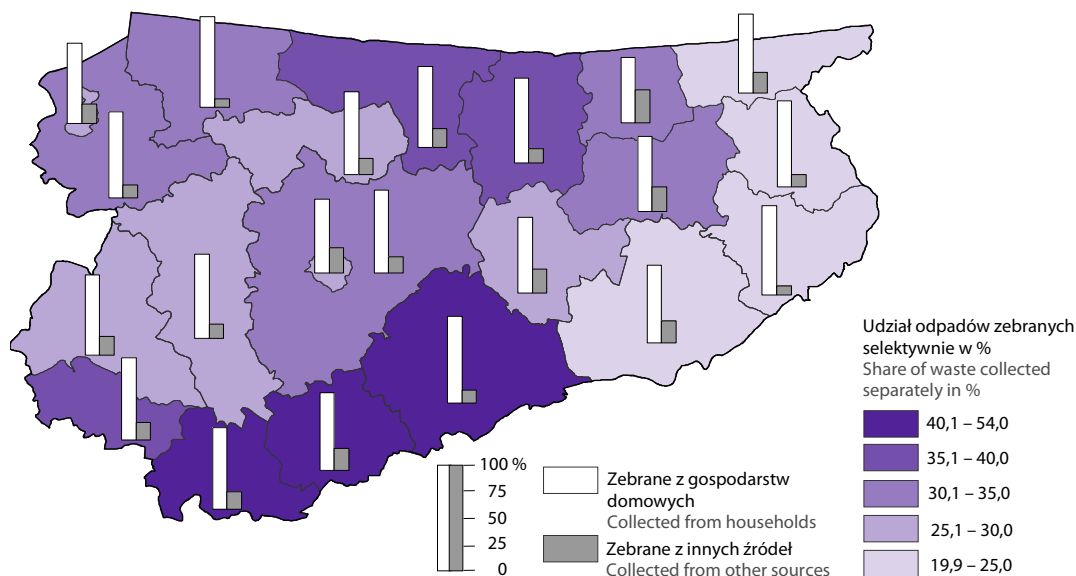 Udział odpadów zebranych
selektywnie w %
Share of waste collected
separately in %
40,1 – 54,0
35,1 – 40,0
30,1 – 35,0
25,1 – 30,0
19,9 – 25,0
100 %
75
50
25
0
Zebrane z gospodarstw
domowych
Collected from households
Zebrane z innych źródeł
Collected from other sources